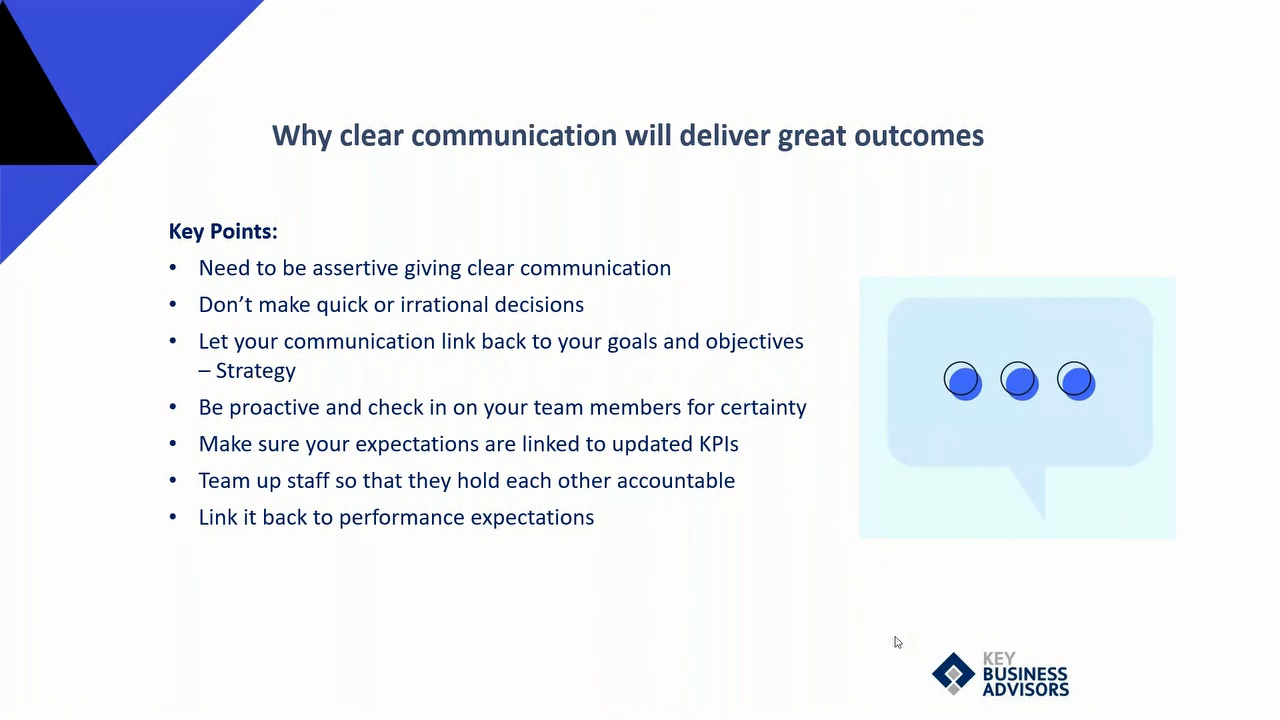 Why clear communication will deliver great outcomes
Key Points:
• Need to be assertive giving clear communication
• Don’t make quick or irrational decisions
• Let your communication link back to your goals and objectives
– Strategy
• Be proactive and check in on your team members for certainty
• Make sure your expectations are linked to updated KPIs
• Team up staff so that they hold each other accountable
• Link it back to performance expectations
KEY
BUSINESS
ADVISORS